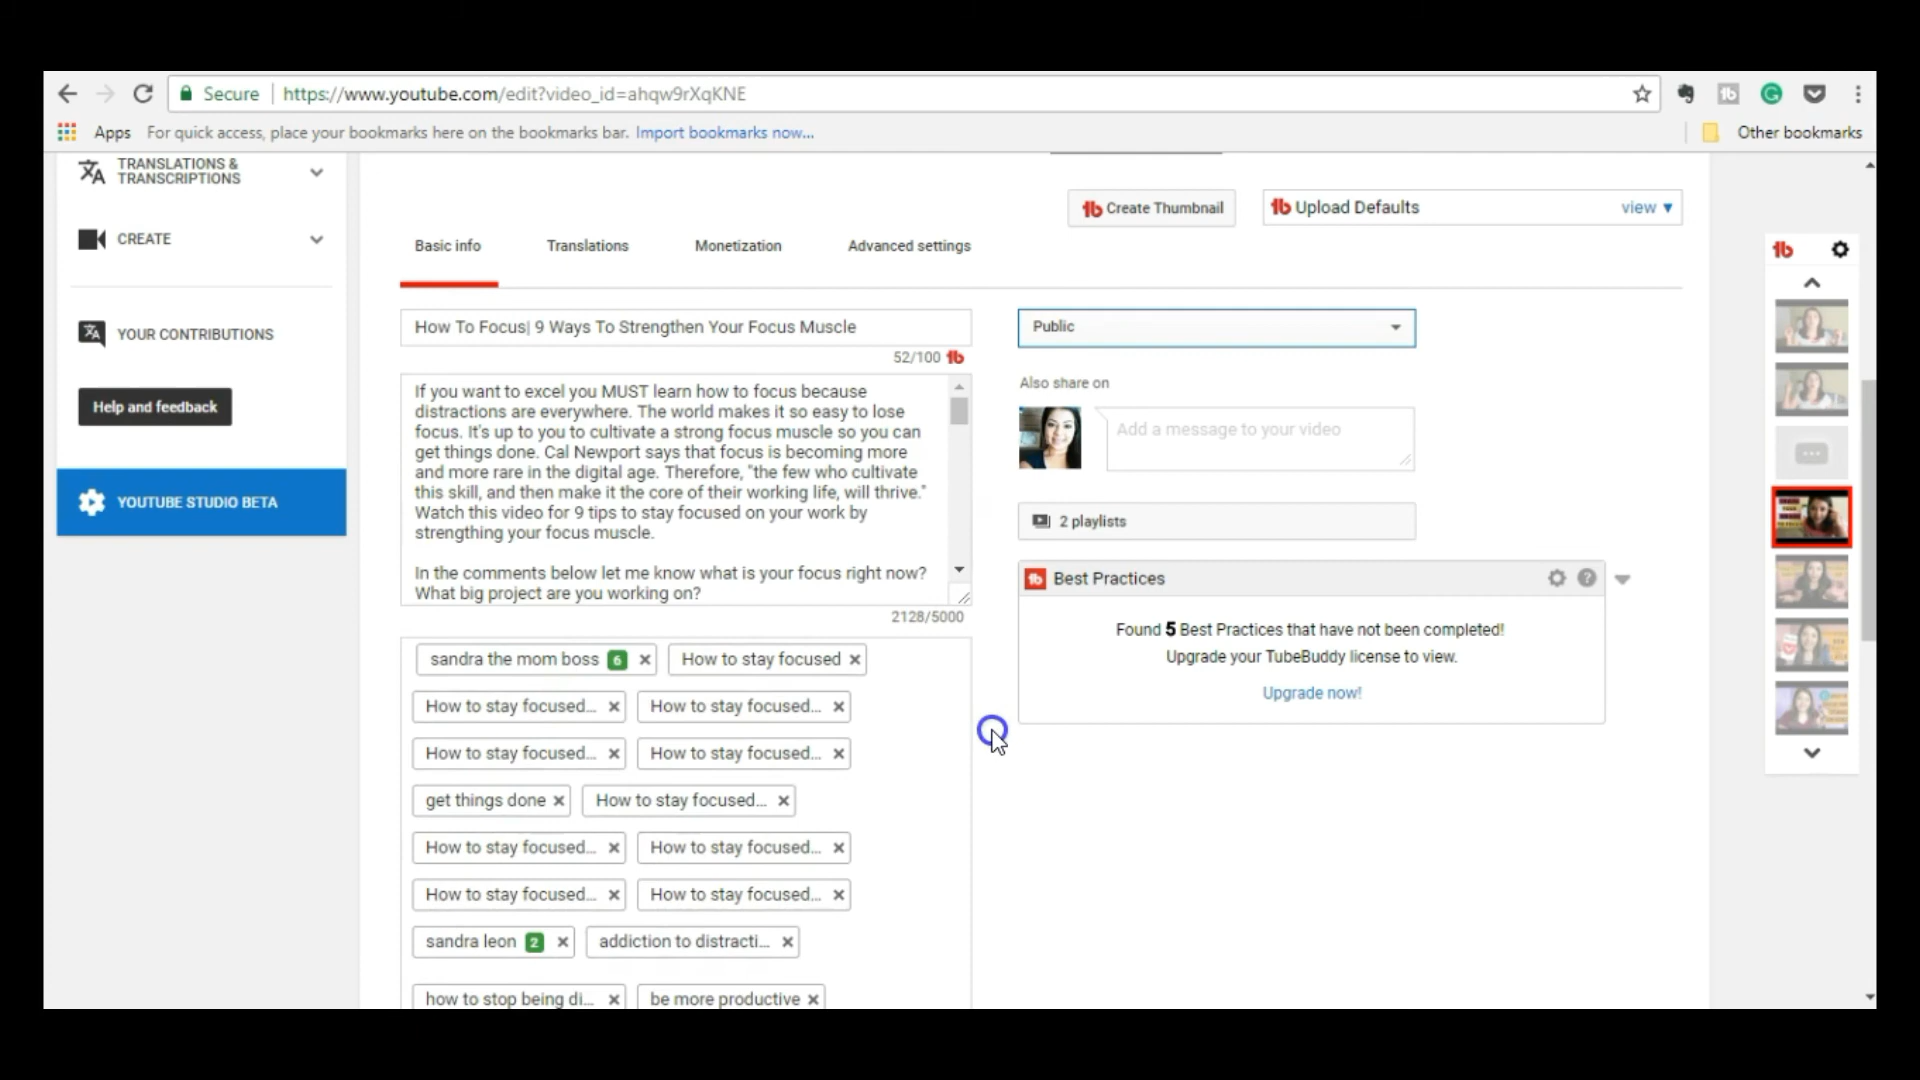 Secure
https://www.youtube.com/edit?video_id=ahqw9rXqKNE
Apps
For quick access, place your bookmarks here on the bookmarks bar. Import bookmarks now...
Other bookmarks
TRANSLATIONS &
TRANSCRIPTIONS
CREATE
YOUR CONTRIBUTIONS
Help and feedback
YOUTUBE STUDIO BETA
Create Thumbnail
Upload Defaults
view
Basic info
Translations
Monetization
Advanced settings
How To Focus| 9 Ways To Strengthen Your Focus Muscle
52/100
If you want to excel you MUST learn how to focus because
distractions are everywhere. The world makes it so easy to lose
focus. It's up to you to cultivate a strong focus muscle so you can
get things done. Cal Newport says that focus is becoming more
and more rare in the digital age. Therefore, "the few who cultivate
this skill, and then make it the core of their working life, will thrive."
Watch this video for 9 tips to stay focused on your work by
strengthing your focus muscle.
In the comments below let me know what is your focus right now?
What big project are you working on?
2128/5000
sandra the mom boss 6
How to stay focused
How to stay focused...
How to stay focused...
How to stay focused...
How to stay focused...
get things done
How to stay focused...
How to stay focused...
How to stay focused...
How to stay focused...
How to stay focused...
sandra leon 2
addiction to distracti...
how to stop being di...
be more productive
Public
Also share on
Add a message to your video
2 playlists
Best Practices
Found 5 Best Practices that have not been completed!
Upgrade your TubeBuddy license to view.
Upgrade now!